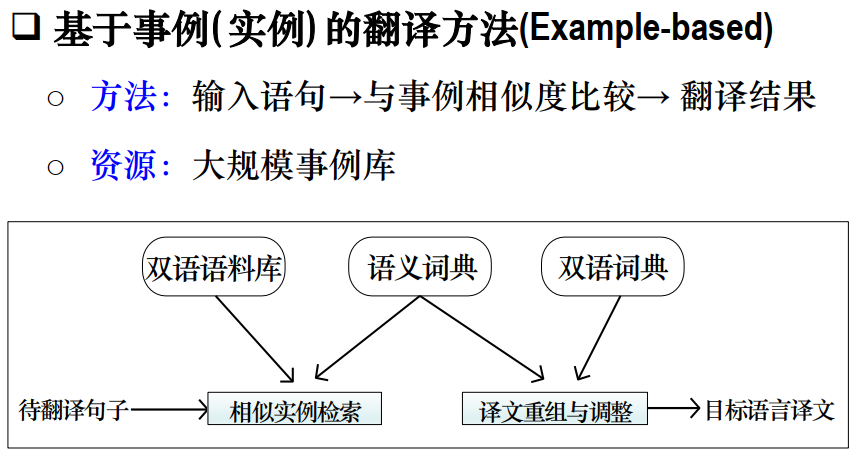 ❑ 基于事例(实例)的翻译方法(Example-based)
○ 方法：输入语句→与事例相似度比较→ 翻译结果
○ 资源：大规模事例库
双语语料库 语义词典 双语词典
待翻译句子 相似实例检索 译文重组与调整 目标语言译文